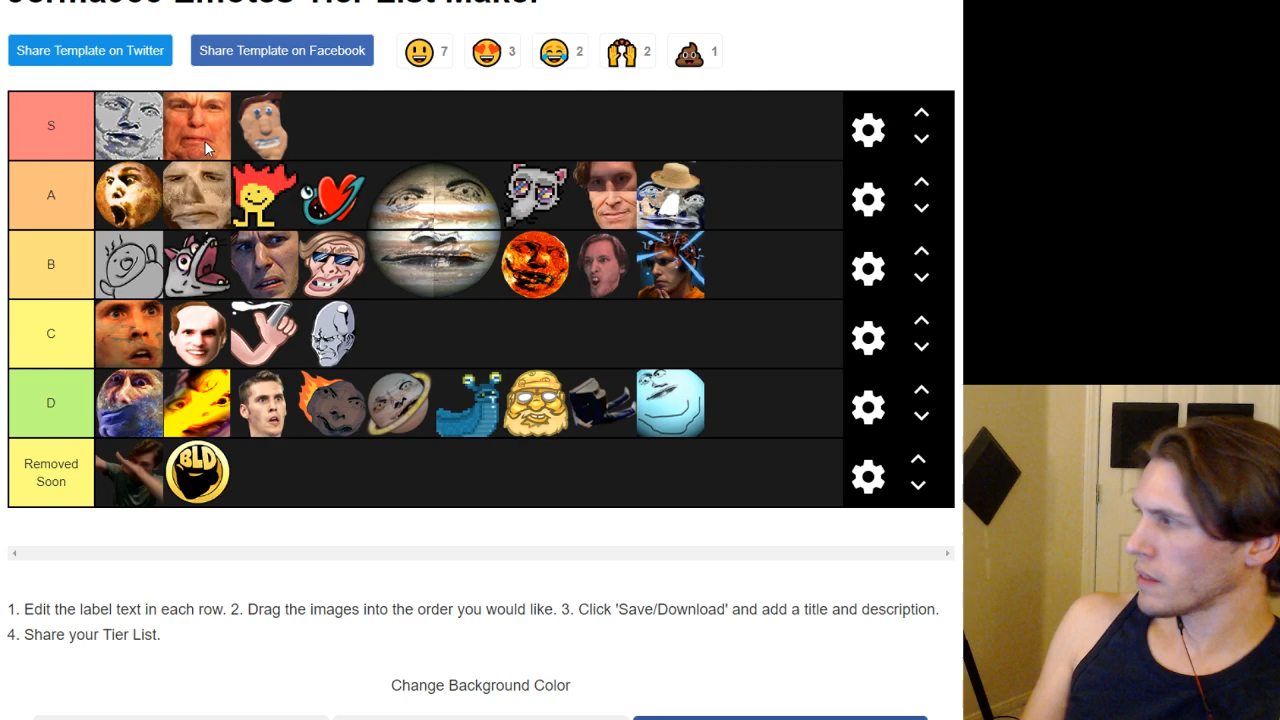 Share Template on Twitter
Share Template on Facebook
7
3
2
2
1
S
A
B
C
D
Removed
Soon
BLD
1. Edit the label text in each row. 2. Drag the images into the order you would like. 3. Click 'Save/Download' and add a title and description.
4. Share your Tier List.
Change Background Color